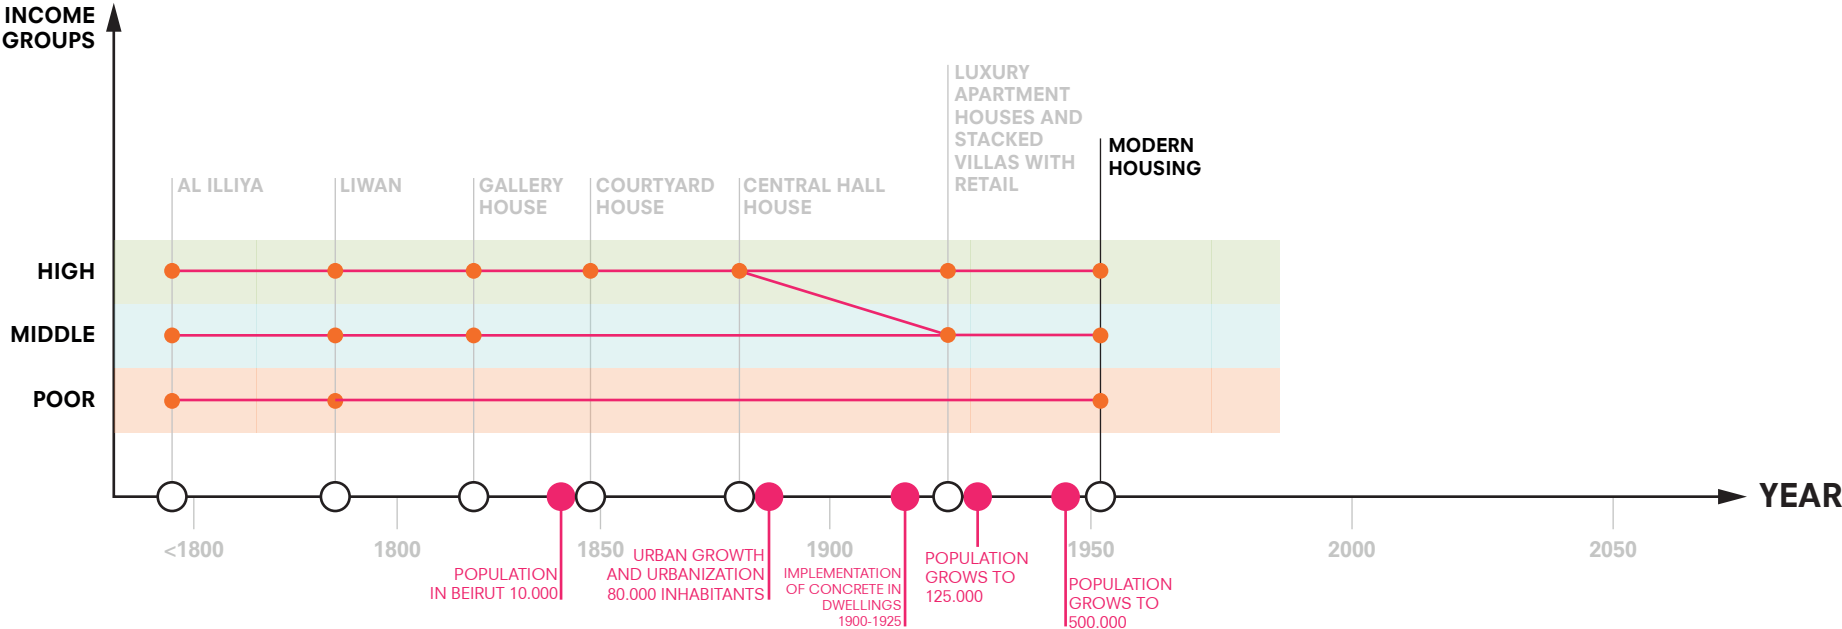 INCOME
GROUPS
LUXURY
APARTMENT
HOUSES AND
STACKED
VILLAS WITH
RETAIL
MODERN
HOUSING
AL ILLIYA
LIWAN
GALLERY
HOUSE
COURTYARD
HOUSE
CENTRAL HALL
HOUSE
HIGH
MIDDLE
POOR
YEAR
<1800
1800
1850
1900
1950
2000
2050
POPULATION
IN BEIRUT 10.000
URBAN GROWTH
AND URBANIZATION
80.000 INHABITANTS
IMPLEMENTATION
OF CONCRETE IN
DWELLINGS
1900-1925
POPULATION
GROWS TO
125.000
POPULATION
GROWS TO
500.000